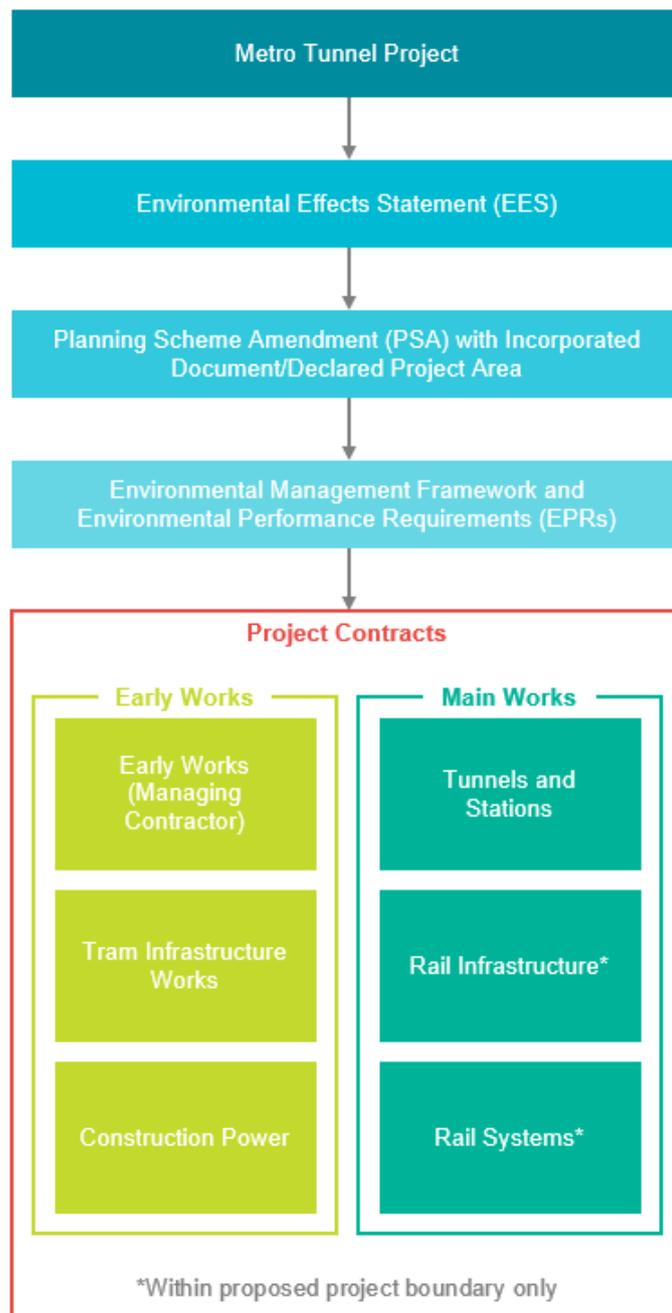 Metro Tunnel Project
Environmental Effects Statement (EES)
Planning Scheme Amendment (PSA) with Incorporated
Document/Declared Project Area
Environmental Management Framework and
Environmental Performance Requirements (EPRs)
Project Contracts
Early Works
Early Works
(Managing
Contractor)
Tram Infrastructure
Works
Construction Power
Main Works
Tunnels and
Stations
Rail Infrastructure*
Rail Systems*
*Within proposed project boundary only